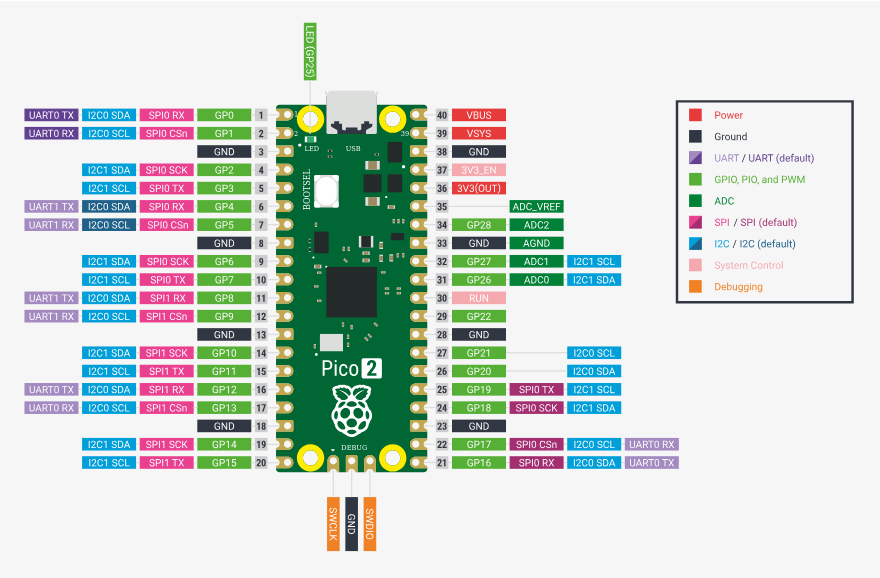 LED (GP25)
UART0 TX I2C0 SDA SPI0 RX GP0 1 40 VBUS
UART0 RX I2C0 SCL SPI0 CSn GP1 2 39 VSYS
GND 3 38 GND
I2C1 SDA SPI0 SCK GP2 4 37 3V3_EN
I2C1 SCL SPI0 TX GP3 5 36 3V3(OUT)
UART1 TX I2C0 SDA SPI0 RX GP4 6 35 ADC_VREF
UART1 RX I2C0 SCL SPI0 CSn GP5 7 34 GP28 ADC2
GND 8 33 GND AGND
I2C1 SDA SPI0 SCK GP6 9 32 GP27 ADC1 I2C1 SCL
I2C1 SCL SPI0 TX GP7 10 31 GP26 ADC0 I2C1 SDA
UART1 TX I2C0 SDA SPI1 RX GP8 11 30 RUN
UART1 RX I2C0 SCL SPI1 CSn GP9 12 29 GP22
GND 13 28 GND
I2C1 SDA SPI1 SCK GP10 14 27 GP21 I2C0 SCL
I2C1 SCL SPI1 TX GP11 15 26 GP20 I2C0 SDA
UART0 TX I2C0 SDA SPI1 RX GP12 16 25 GP19 SPI0 TX I2C1 SCL
UART0 RX I2C0 SCL SPI1 CSn GP13 17 24 GP18 SPI0 SCK I2C1 SDA
GND 18 23 GND
I2C1 SDA SPI1 SCK GP14 19 22 GP17 SPI0 CSn I2C0 SCL UART0 RX
I2C1 SCL SPI1 TX GP15 20 21 GP16 SPI0 RX I2C0 SDA UART0 TX
1
2
39
LED
USB
BOOTSEL
Pico 2
DEBUG
SWCLK
GND
SWDIO
Power
Ground
UART / UART (default)
GPIO, PIO, and PWM
ADC
SPI / SPI (default)
I2C / I2C (default)
System Control
Debugging